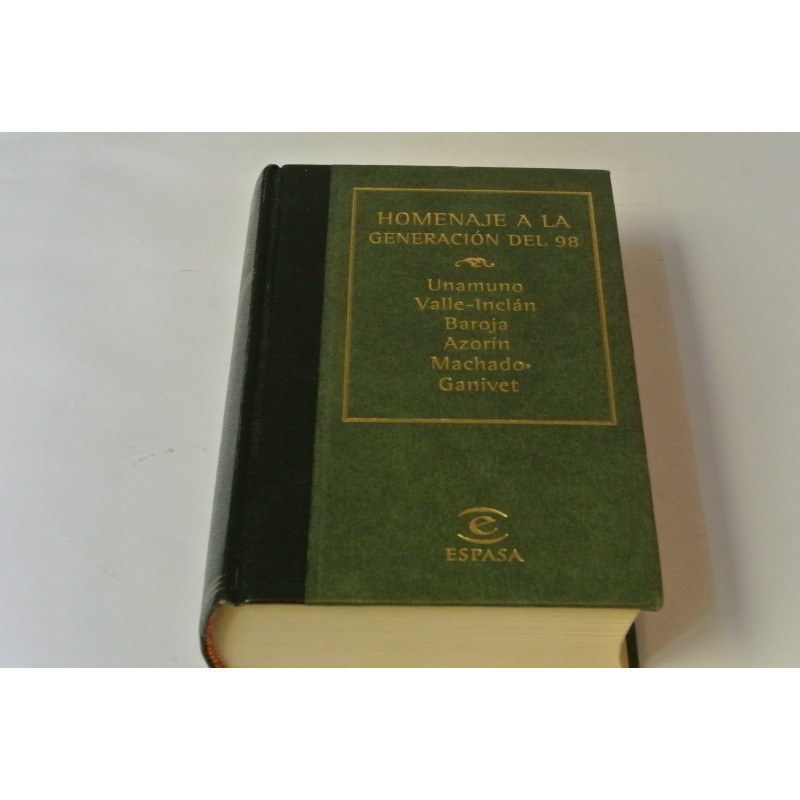 HOMENAJE A LA
GENERACIÓN DEL 98
Unamuno
Valle-Inclán
Baroja
Azorín
Machado
Ganivet
e
ESPASA